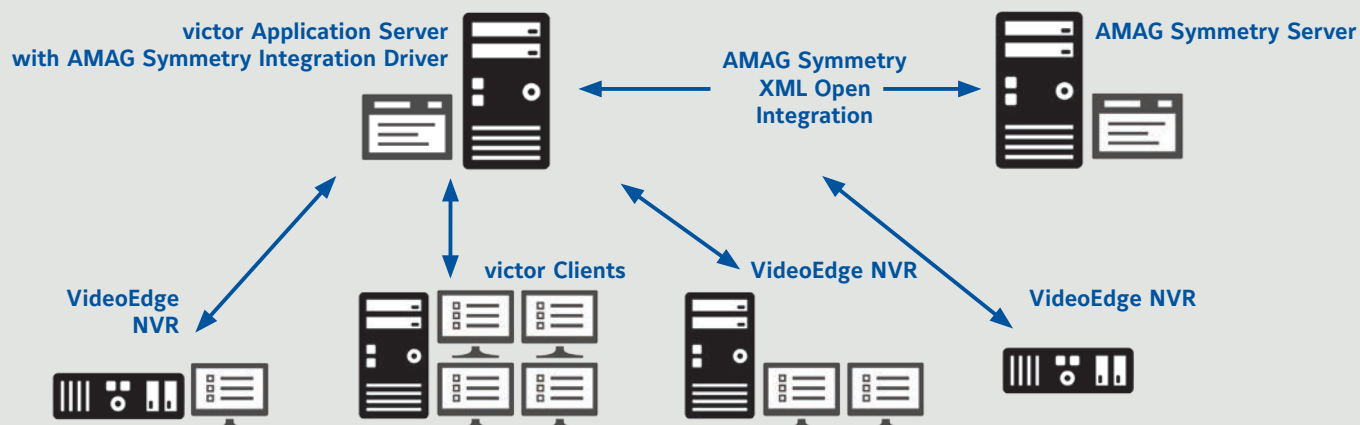 victor Application Server
with AMAG Symmetry Integration Driver
AMAG Symmetry
XML Open
Integration
AMAG Symmetry Server
VideoEdge
NVR
victor Clients
VideoEdge NVR
VideoEdge NVR